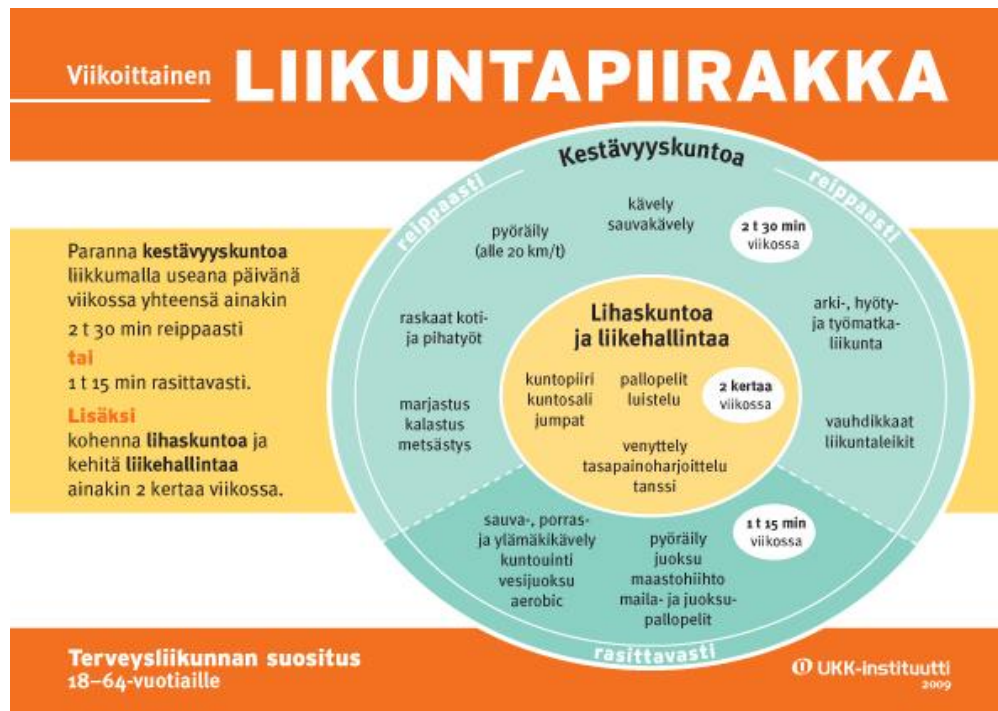 Viikoittainen LIIKUNTAPIIRAKKA
Paranna kestävyyskuntoa
liikkumalla useana päivänä
viikossa yhteensä ainakin
2 t 30 min reippaasti
tai
1 t 15 min rasittavasti.
Lisäksi
kohenna lihaskuntoa ja
kehitä liikehallintaa
ainakin 2 kertaa viikossa.
Kestävyyskuntoa
reippaasti
reippaasti
kävely
sauvakävely
2 t 30 min
viikossa
pyöräily
(alle 20 km/t)
raskaat koti-
ja pihatyöt
marjastus
kalastus
metsästys
arki-, hyöty-
ja työmatka-
liikunta
vauhdikkaat
liikuntaleikit
Lihaskuntoa
ja liikehallintaa
kuntopiiri
kuntosali
jumpat
pallopelit
luistelu
2 kertaa
viikossa
venyttely
tasapainoharjoittelu
tanssi
sauva-, porras-
ja ylämäkikävely
kuntouinti
vesijuoksu
aerobic
pyöräily
juoksu
maastohiihto
maila- ja juoksu-
pallopelit
1 t 15 min
viikossa
rasittavasti
Terveysliikunnan suositus
18–64-vuotiaille
UKK-instituutti
2009